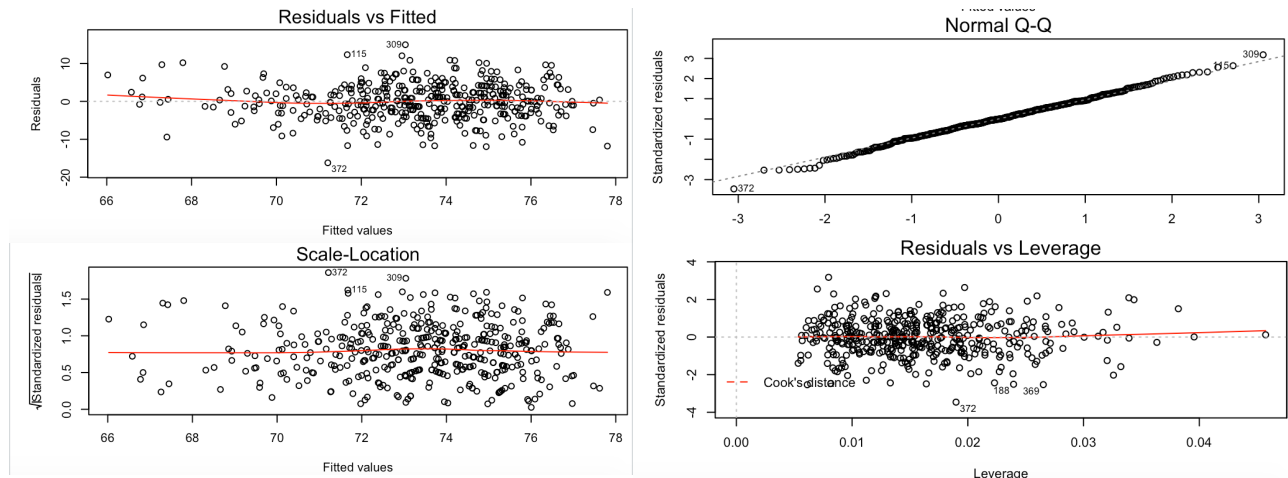 Residuals vs Fitted
Residuals
10
0
-10
-20
309
115
372
66 68 70 72 74 76 78
Fitted values
Scale-Location
√|Standardized residuals|
1.5
1.0
0.5
0.0
372
309
115
66 68 70 72 74 76 78
Fitted values
Fitted values
Normal Q-Q
Standardized residuals
3
2
1
-1
-3
309
115
372
-3 -2 -1 0 1 2 3
Residuals vs Leverage
Standardized residuals
4
2
0
-2
-4
Cook's distance
188
369
372
0.00 0.01 0.02 0.03 0.04
Leverage